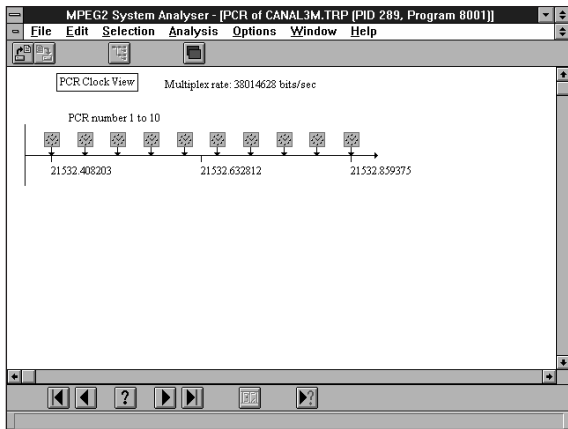 MPEG2 System Analyser - [PCR of CANAL3M.TRP (PID 289, Program 8001)]
File Edit Selection Analysis Options Window Help
PCR Clock View
Multiplex rate: 38014628 bits/sec
PCR number 1 to 10
21532.408203 21532.632812 21532.859375
? ?